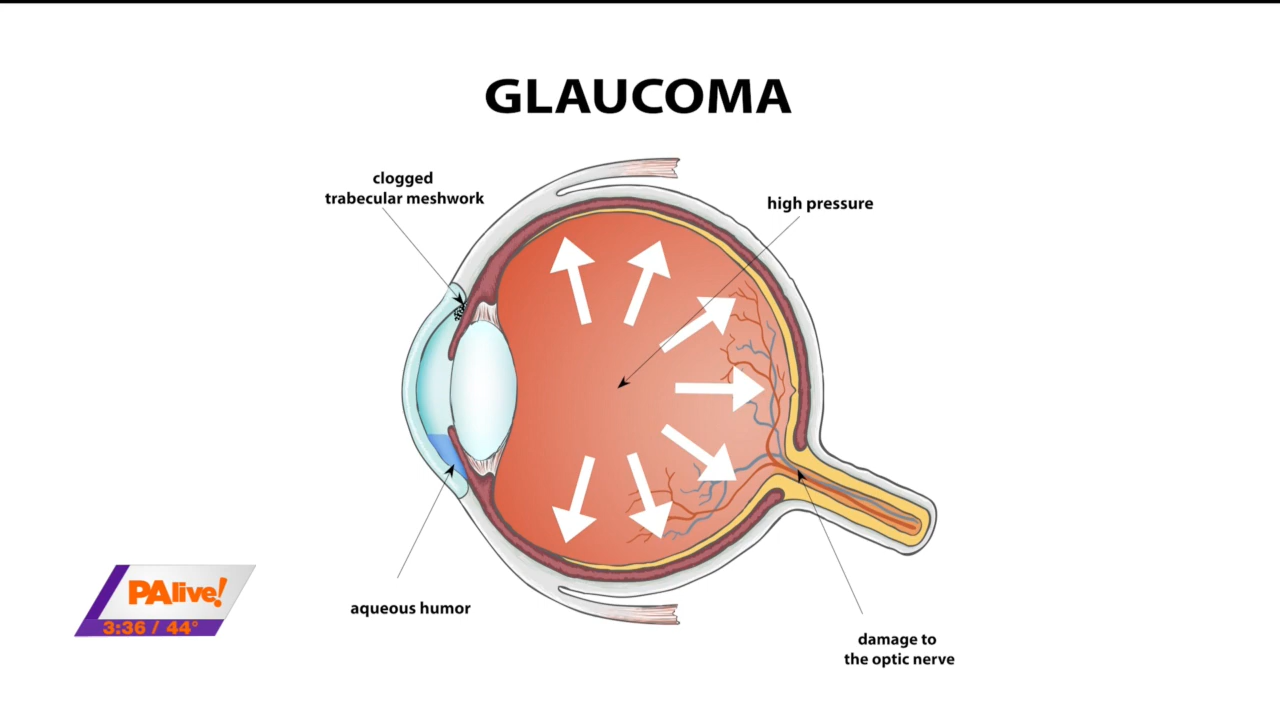 GLAUCOMA
clogged
trabecular meshwork
high pressure
aqueous humor
damage to
the optic nerve
PAlive!
3:36 / 44°